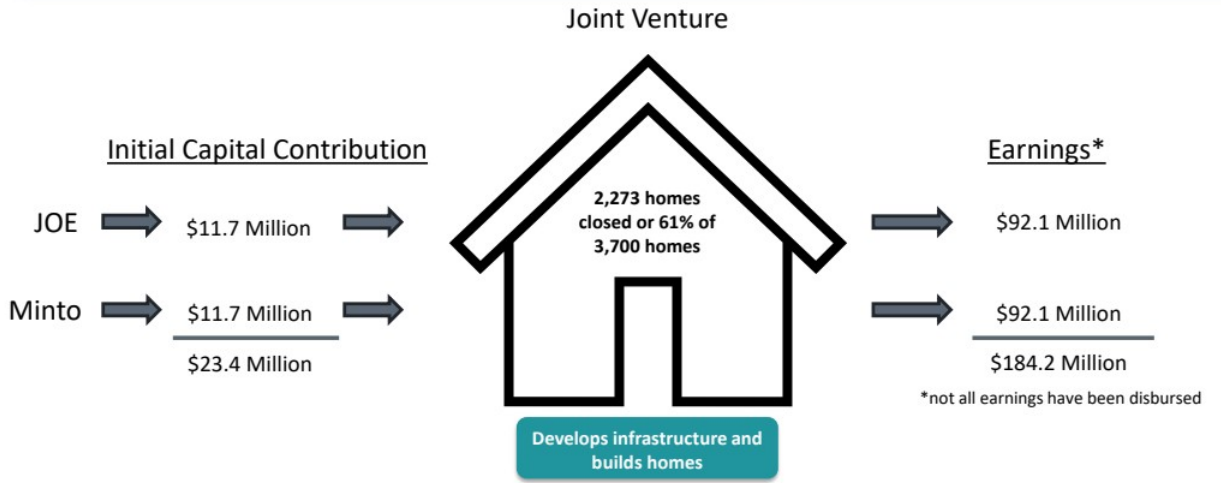 Joint Venture
Initial Capital Contribution
Earnings*
2,273 homes
closed or 61% of
3,700 homes
JOE
$11.7 Million
$92.1 Million
Minto
$11.7 Million
$92.1 Million
$23.4 Million
$184.2 Million
*not all earnings have been disbursed
Develops infrastructure and
builds homes